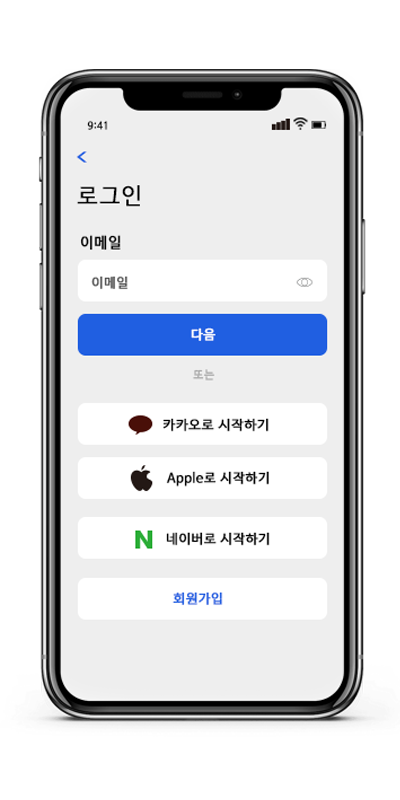 9:41
로그인
이메일
이메일
다음
또는
카카오로 시작하기
Apple로 시작하기
N 네이버로 시작하기
회원가입